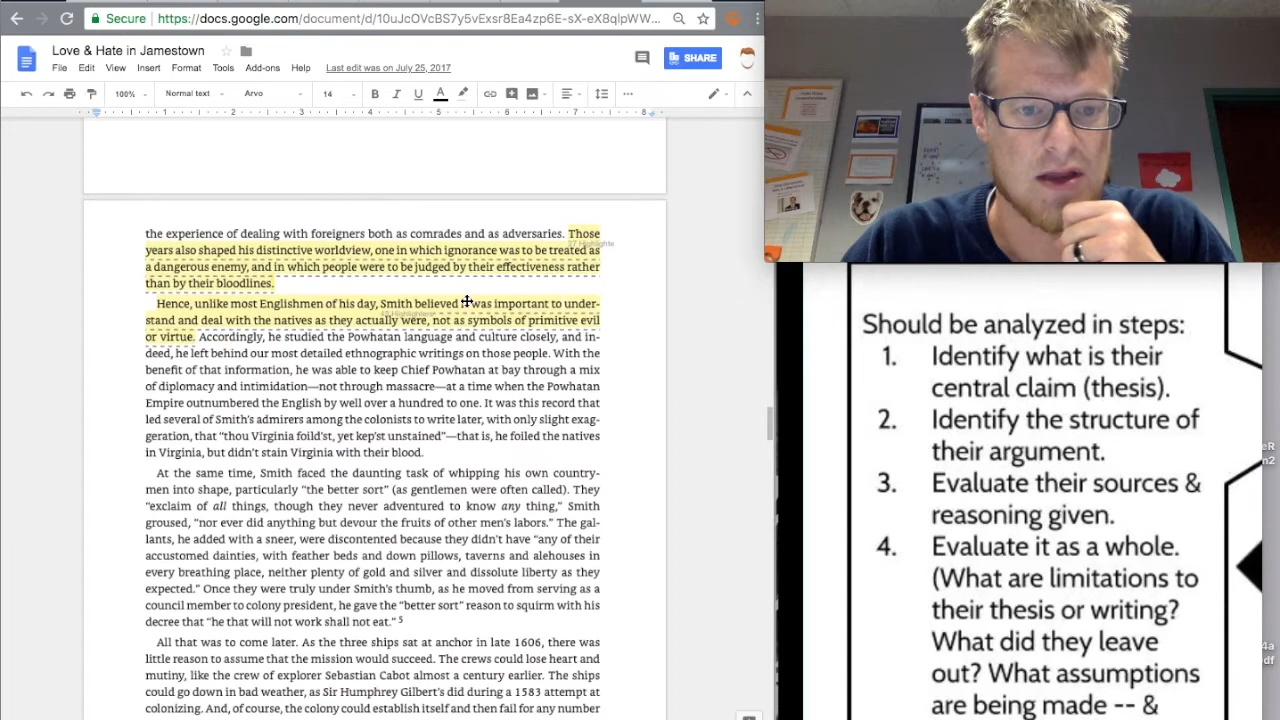 Secure https://docs.google.com/document/d/10uJcOVcBS7y5vExsr8Ea4zp6E-sX-eX8qlpWW...
Love & Hate in Jamestown
File Edit View Insert Format Tools Add-ons Help Last edit was on July 25, 2017
SHARE
100% Normal text Arvo 14 B I U A
1 2 3 4 5 6 7 8
the experience of dealing with foreigners both as comrades and as adversaries. Those
years also shaped his distinctive worldview, one in which ignorance was to be treated as
a dangerous enemy, and in which people were to be judged by their effectiveness rather
than by their bloodlines.
Hence, unlike most Englishmen of his day, Smith believed was important to under-
stand and deal with the natives as they actually were, not as symbols of primitive evil
or virtue. Accordingly, he studied the Powhatan language and culture closely, and in-
deed, he left behind our most detailed ethnographic writings on those people. With the
benefit of that information, he was able to keep Chief Powhatan at bay through a mix
of diplomacy and intimidation—not through massacre—at a time when the Powhatan
Empire outnumbered the English by well over a hundred to one. It was this record that
led several of Smith's admirers among the colonists to write later, with only slight exag-
geration, that "thou Virginia foild'st, yet kep'st unstained"—that is, he foiled the natives
in Virginia, but didn't stain Virginia with their blood.
At the same time, Smith faced the daunting task of whipping his own country-
men into shape, particularly "the better sort" (as gentlemen were often called). They
"exclaim of all things, though they never adventured to know any thing," Smith
groused, "nor ever did anything but devour the fruits of other men's labors." The gal-
lants, he added with a sneer, were discontented because they didn't have "any of their
accustomed dainties, with feather beds and down pillows, taverns and alehouses in
every breathing place, neither plenty of gold and silver and dissolute liberty as they
expected." Once they were truly under Smith's thumb, as he moved from serving as a
council member to colony president, he gave the "better sort" reason to squirm with his
decree that "he that will not work shall not eat." 5
All that was to come later. As the three ships sat at anchor in late 1606, there was
little reason to assume that the mission would succeed. The crews could lose heart and
mutiny, like the crew of explorer Sebastian Cabot almost a century earlier. The ships
could go down in bad weather, as Sir Humphrey Gilbert's did during a 1583 attempt at
colonizing. And, of course, the colony could establish itself and then fail for any number
Should be analyzed in steps:
1. Identify what is their
central claim (thesis).
2. Identify the structure of
their argument.
3. Evaluate their sources &
reasoning given.
4. Evaluate it as a whole.
(What are limitations to
their thesis or writing?
What did they leave
out? What assumptions
are being made -- &